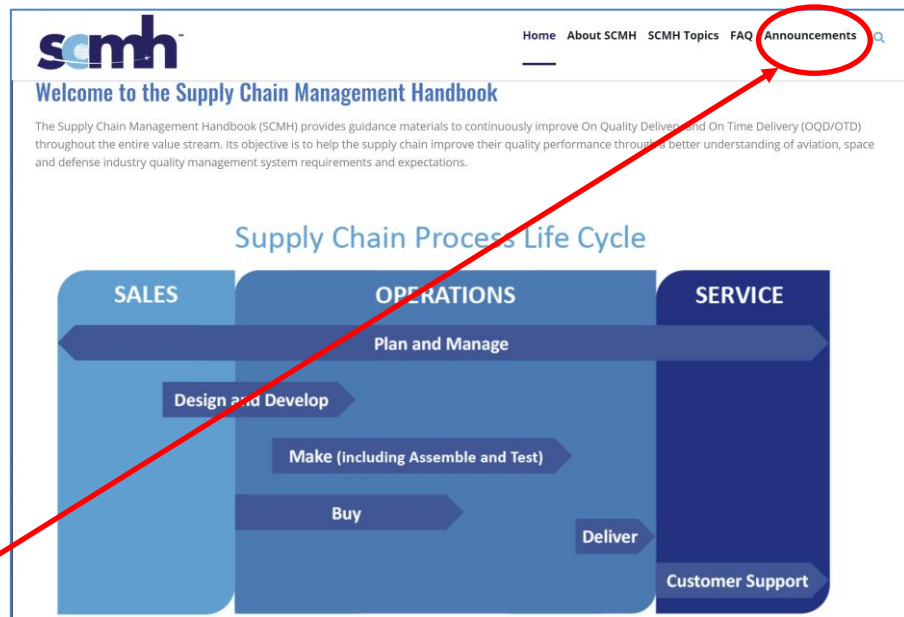 scmh
Home About SCMH SCMH Topics FAQ Announcements
Welcome to the Supply Chain Management Handbook
The Supply Chain Management Handbook (SCMH) provides guidance materials to continuously improve On Quality Delivery and On Time Delivery (OQD/OTD)
throughout the entire value stream. Its objective is to help the supply chain improve their quality performance through a better understanding of aviation, space
and defense industry quality management system requirements and expectations.
Supply Chain Process Life Cycle
SALES OPERATIONS SERVICE
Plan and Manage
Design and Develop
Make (including Assemble and Test)
Buy
Deliver
Customer Support